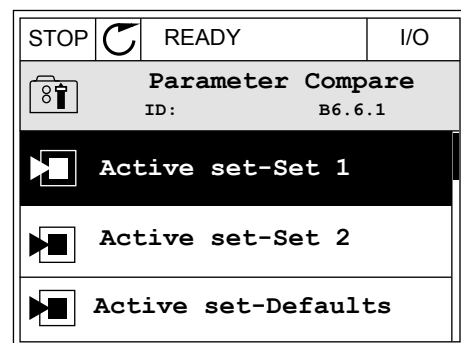 STOP READY I/O
Parameter Compare
ID: B6.6.1
Active set-Set 1
Active set-Set 2
Active set-Defaults